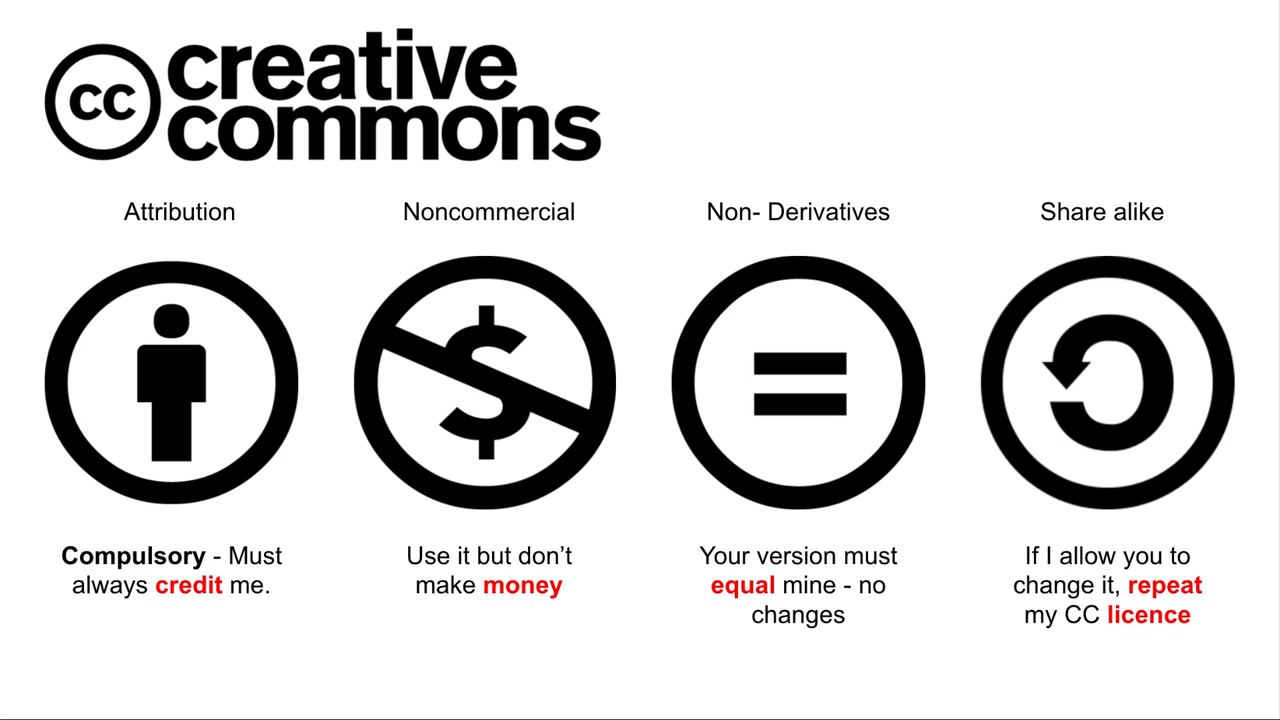 cc creative
commons
Attribution
Noncommercial
Non- Derivatives
Share alike
$
=
Compulsory - Must
always credit me.
Use it but don’t
make money
Your version must
equal mine - no
changes
If I allow you to
change it, repeat
my CC licence